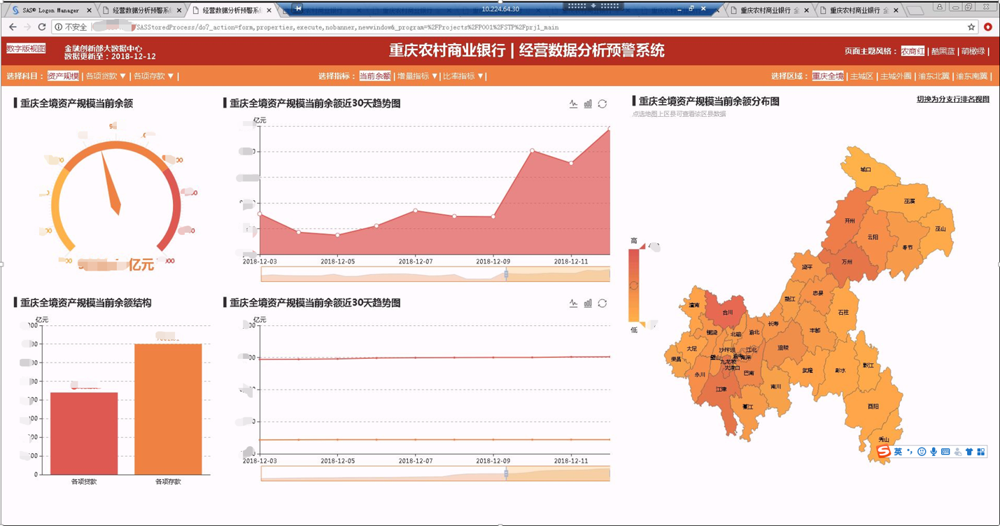 SAS® Logon Manager
经营数据分析预警系
经营数据分析预警系
10.224.64.30
重庆农村商业银行
重庆农村商业银行
不安全
/SASStoredProcess/do?_action=form,properties,execute,nobanner,newwindow&_program=%2FProjects%2FP001%2FSTP%2Fprj1_main
数字版视图
金融创新部大数据中心
数据更新至：2018-12-12
重庆农村商业银行 | 经营数据分析预警系统
页面主题风格： 农商红 | 酷黑蓝 | 萌橄绿 |
选择科目： 资产规模 | 各项贷款 ▼ | 各项存款 ▼ |
选择指标： 当前余额 | 增量指标 ▼ | 比率指标 ▼ |
选择区域： 重庆全境 | 主城区 | 主城外圈 | 渝东北翼 | 渝东南翼 |
重庆全境资产规模当前余额
亿元
重庆全境资产规模当前余额近30天趋势图
亿元
2018-12-03
2018-12-05
2018-12-07
2018-12-09
2018-12-11
重庆全境资产规模当前余额分布图
切换为分支行排名视图
点选地图上区县可查看该区县数据
高
低
城口
巫溪
开州
巫山
云阳
奉节
万州
梁平
忠县
垫江
石柱
潼南
合川
长寿
丰都
铜梁
北碚
渝北
大足
沙坪坝
江北
涪陵
荣昌
璧山
九龙坡
大渡口
巴南
永川
武隆
彭水
黔江
江津
南川
綦江
酉阳
秀山
重庆全境资产规模当前余额结构
亿元
0
各项贷款
各项存款
重庆全境资产规模当前余额近30天趋势图
亿元
2018-12-03
2018-12-05
2018-12-07
2018-12-09
2018-12-11
英